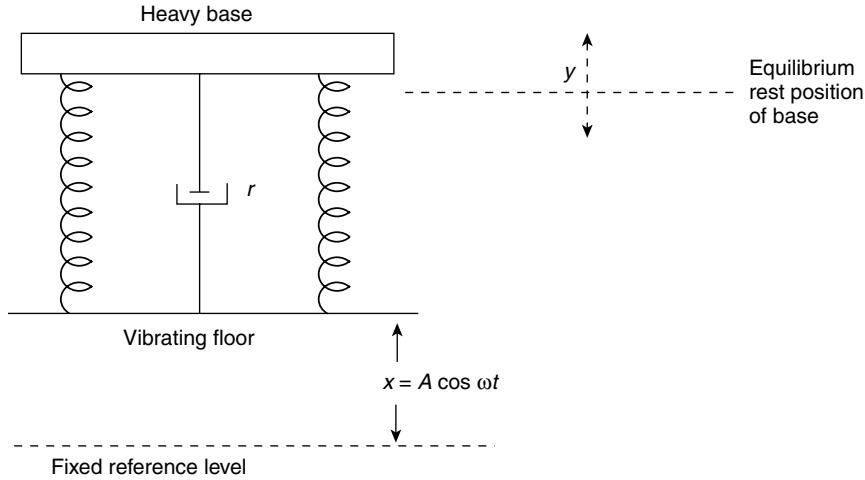 Heavy base
y
Equilibrium
rest position
of base
r
Vibrating floor
x = A cos ωt
Fixed reference level